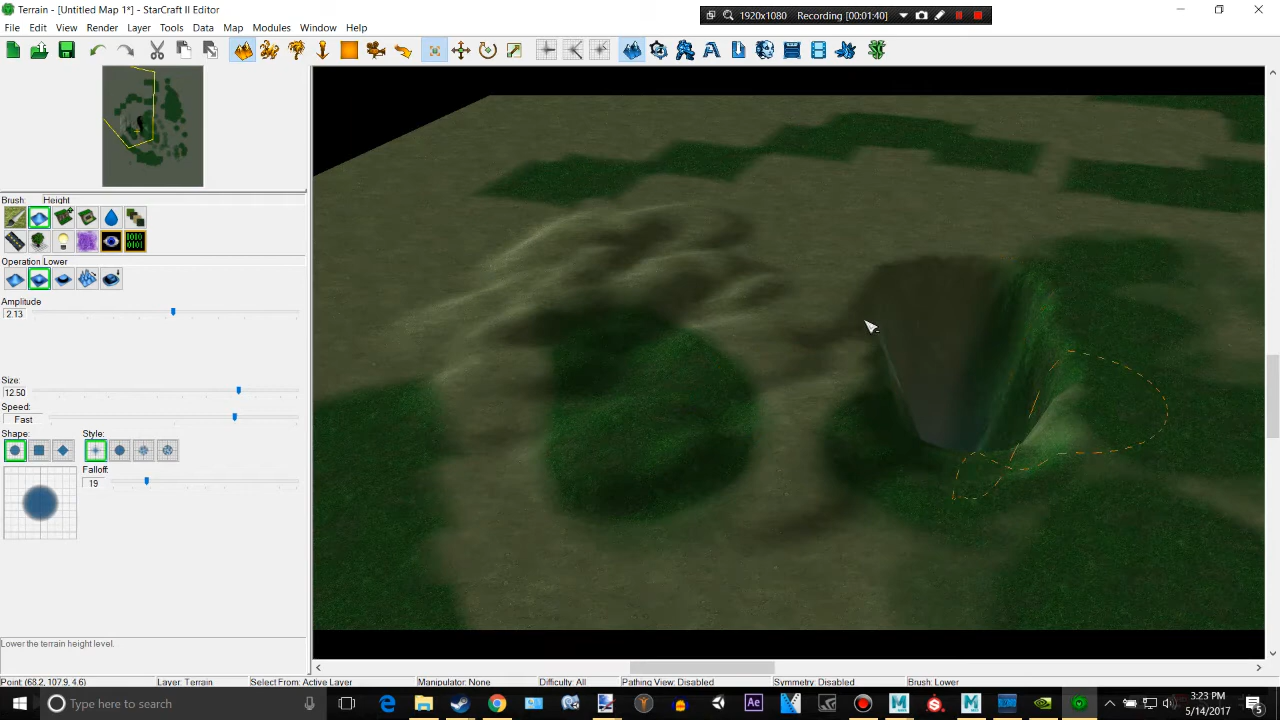 Terrain - [Untitled Map 1*] - StarCraft II Editor
1920x1080 Recording [00:01:40]
File Edit View Render Layer Tools Data Map Modules Window Help
Brush: Height
1010
0101
Operation Lower
Amplitude
2.13
Size:
12.50
Speed:
Fast
Shape: Style:
Falloff:
19
Lower the terrain height level.
Point: (68.2, 107.9, 4.6) Layer: Terrain Select From: Active Layer Manipulator: None Difficulty: All Pathing View: Disabled Symmetry: Disabled Brush: Lower
Type here to search
Ae
3:23 PM
5/14/2017
5